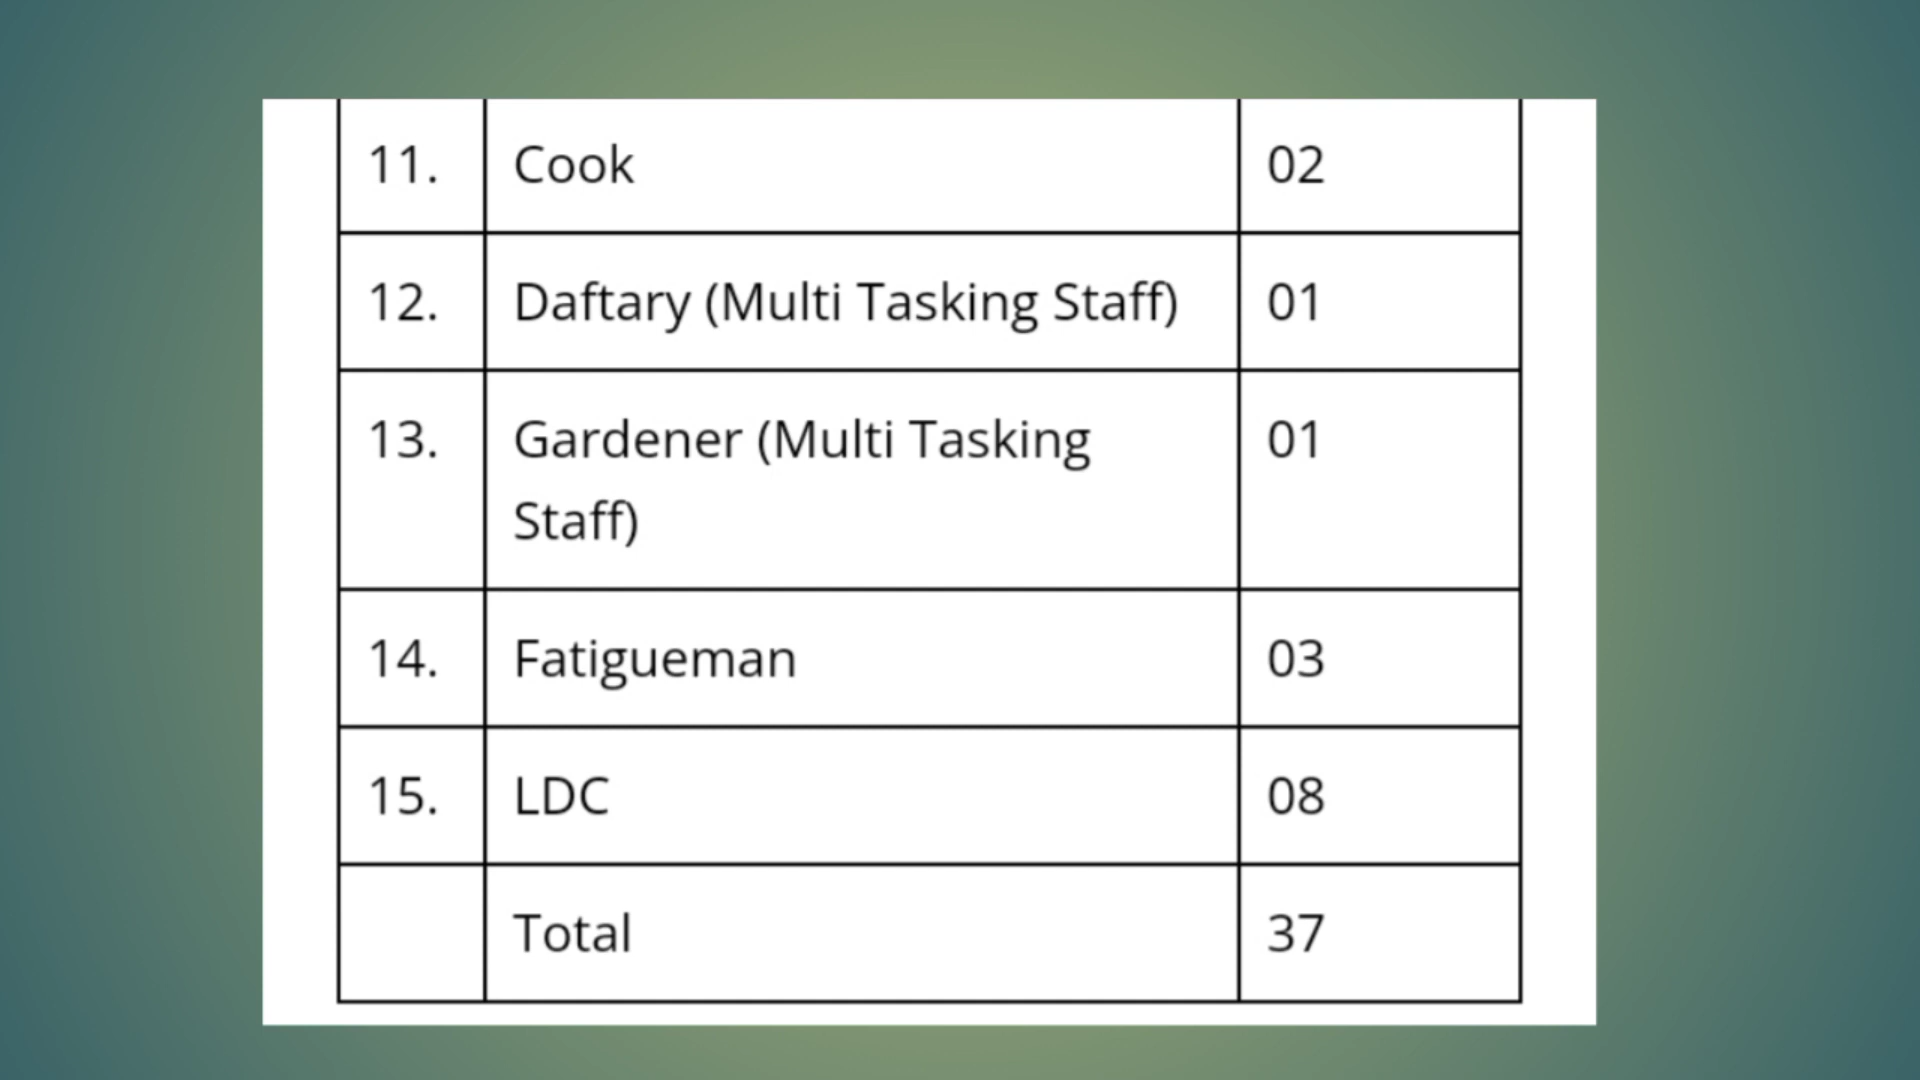 11. Cook 02
12. Daftary (Multi Tasking Staff) 01
13. Gardener (Multi Tasking 01
Staff)
14. Fatigueman 03
15. LDC 08
Total 37